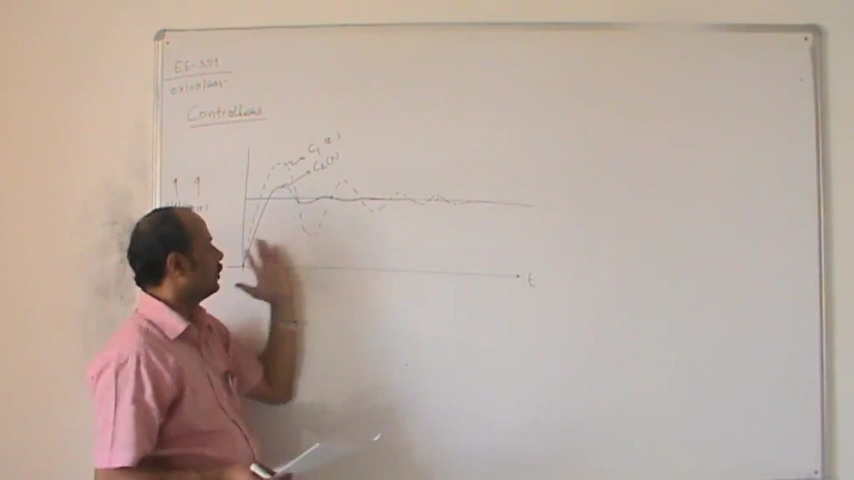 EE-351
Controllers
C₁(t)
C₂(t)
t